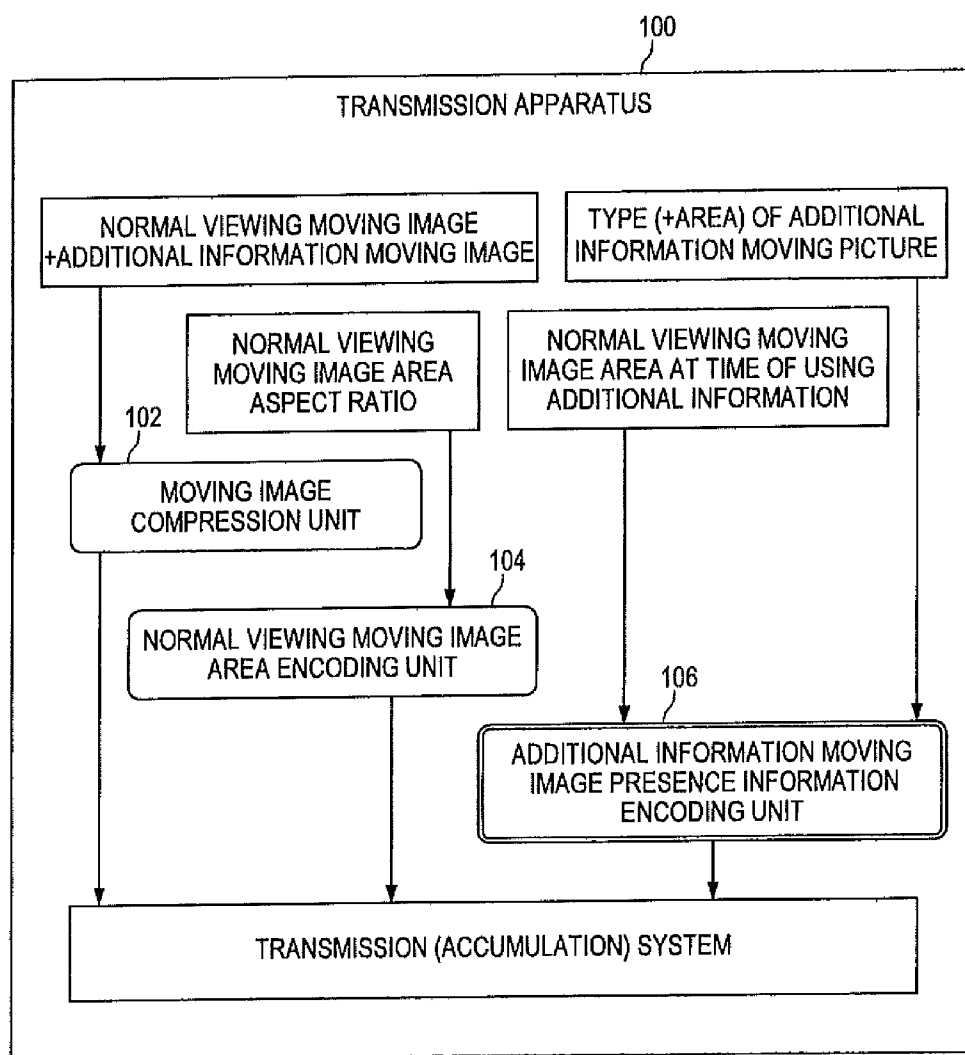 100
TRANSMISSION APPARATUS
NORMAL VIEWING MOVING IMAGE
+ADDITIONAL INFORMATION MOVING IMAGE
TYPE (+AREA) OF ADDITIONAL
INFORMATION MOVING PICTURE
NORMAL VIEWING
MOVING IMAGE AREA
ASPECT RATIO
NORMAL VIEWING MOVING
IMAGE AREA AT TIME OF USING
ADDITIONAL INFORMATION
102
MOVING IMAGE
COMPRESSION UNIT
104
NORMAL VIEWING MOVING IMAGE
AREA ENCODING UNIT
106
ADDITIONAL INFORMATION MOVING
IMAGE PRESENCE INFORMATION
ENCODING UNIT
TRANSMISSION (ACCUMULATION) SYSTEM